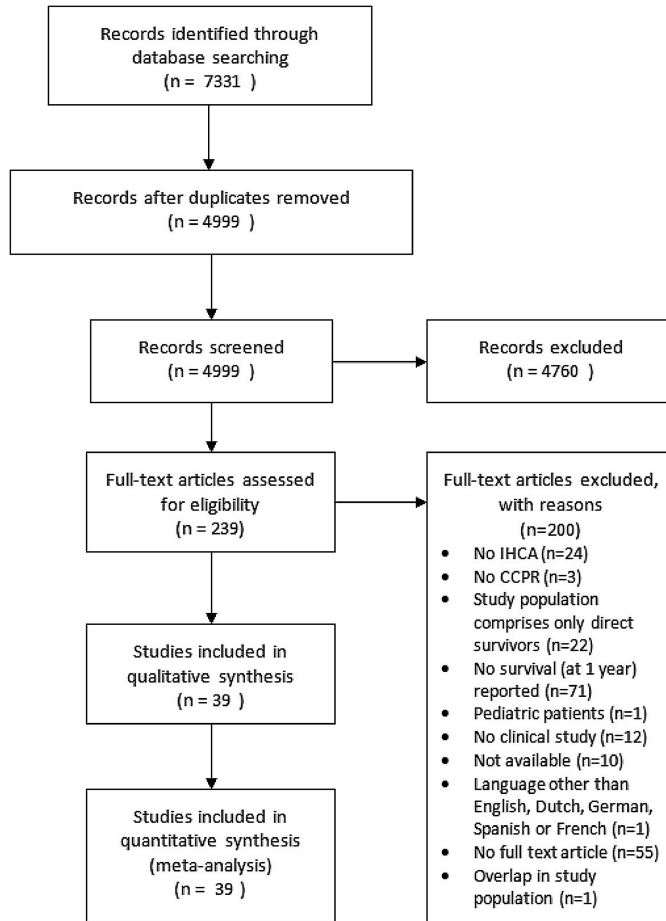 Records identified through
database searching
(n = 7331 )
Records after duplicates removed
(n = 4999 )
Records screened
(n = 4999 )
Records excluded
(n = 4760 )
Full-text articles assessed
for eligibility
(n = 239)
Full-text articles excluded,
with reasons
(n=200)
• No IHCA (n=24)
• No CCPR (n=3)
• Study population
comprises only direct
survivors (n=22)
• No survival (at 1 year)
reported (n=71)
• Pediatric patients (n=1)
• No clinical study (n=12)
• Not available (n=10)
• Language other than
English, Dutch, German,
Spanish or French (n=1)
• No full text article (n=55)
• Overlap in study
population (n=1)
Studies included in
qualitative synthesis
(n = 39 )
Studies included in
quantitative synthesis
(meta-analysis)
(n = 39 )